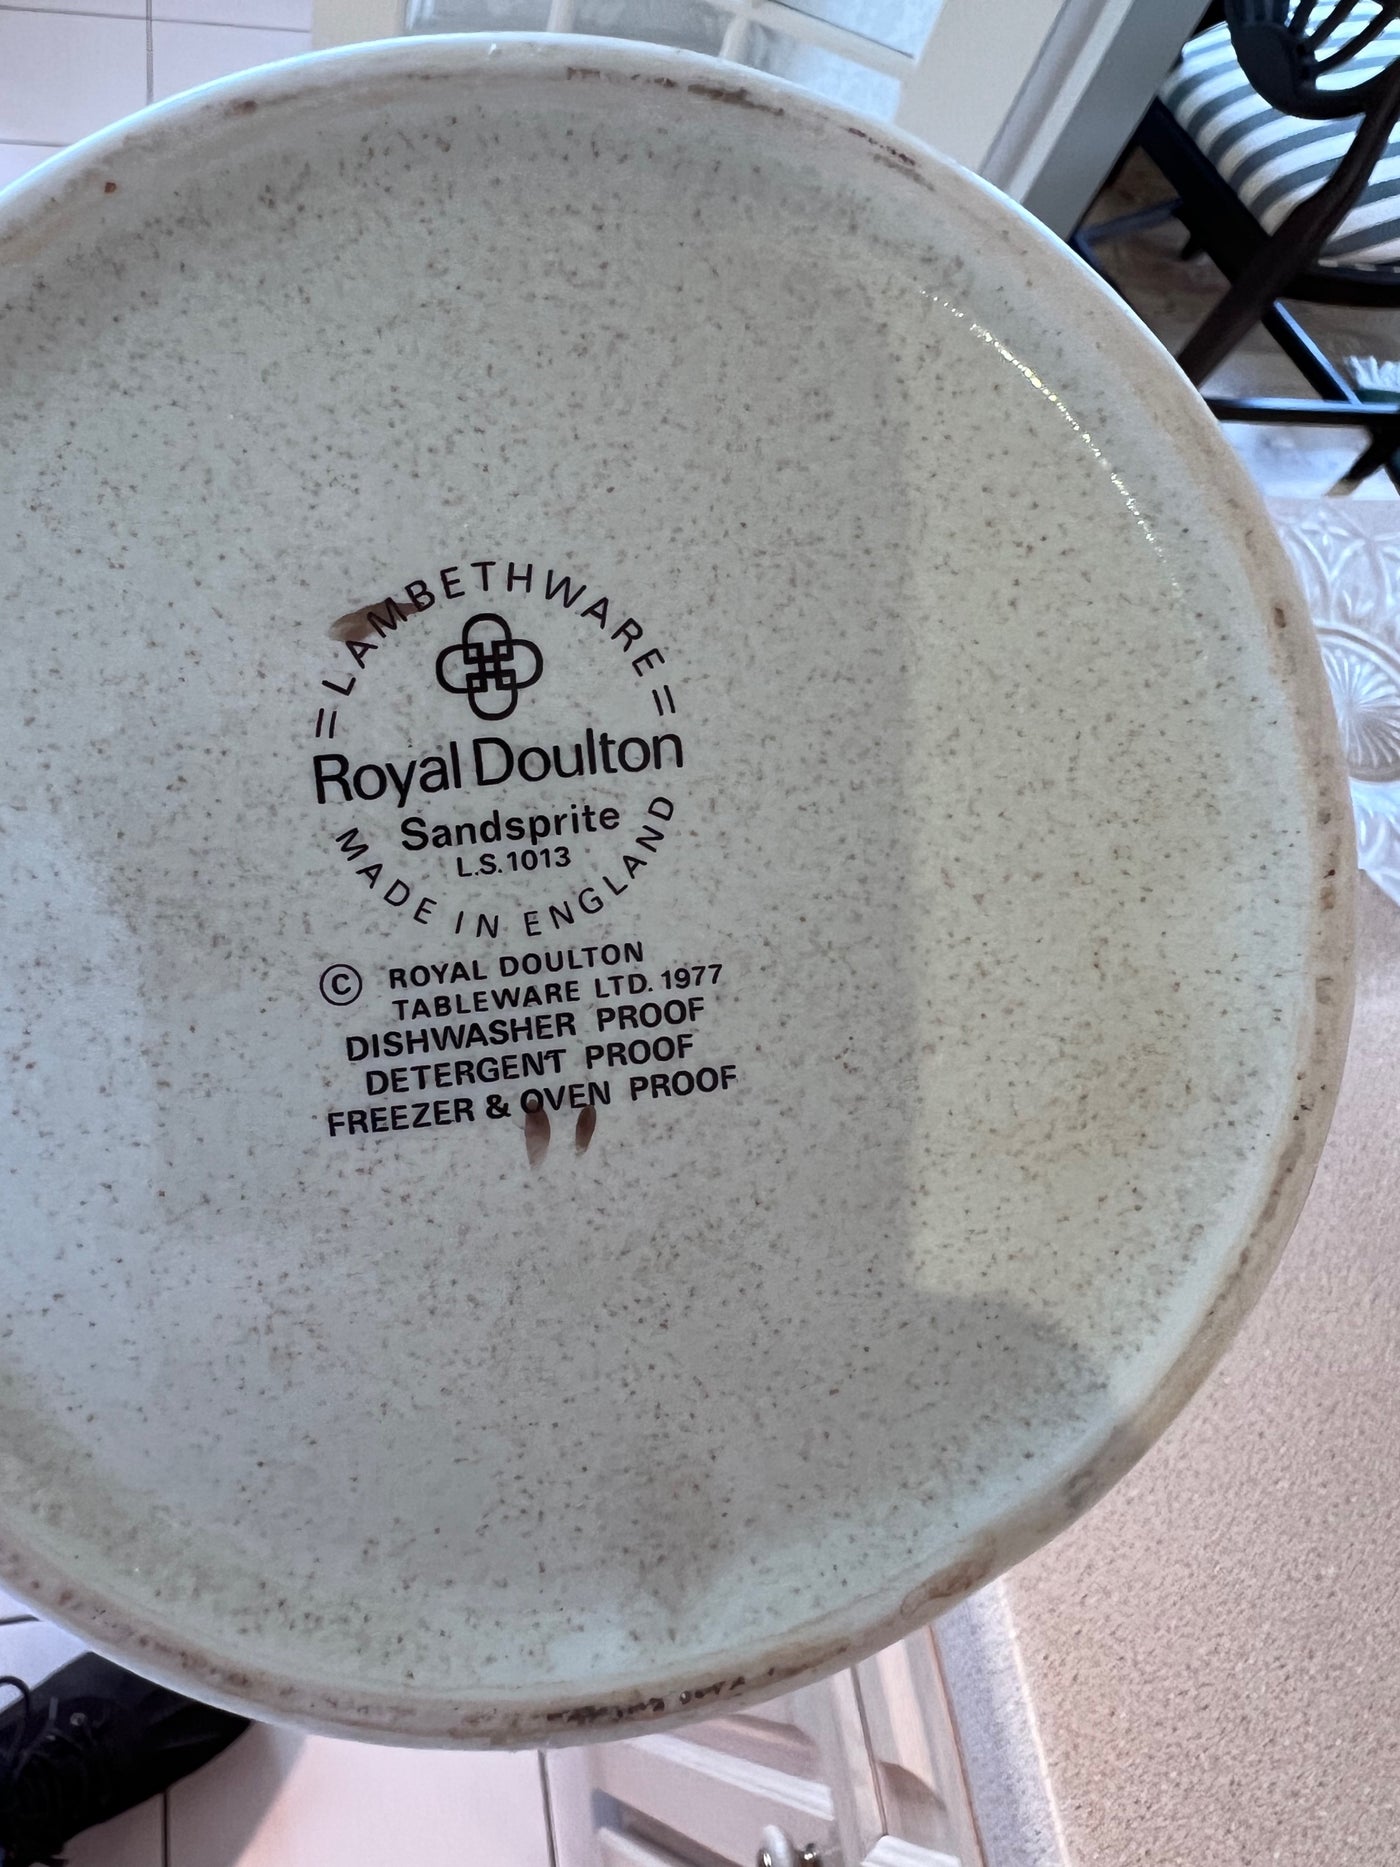 = LAMBETHWARE =
Royal Doulton
Sandsprite
L.S.1013
MADE IN ENGLAND
© ROYAL DOULTON
TABLEWARE LTD. 1977
DISHWASHER PROOF
DETERGENT PROOF
FREEZER & OVEN PROOF